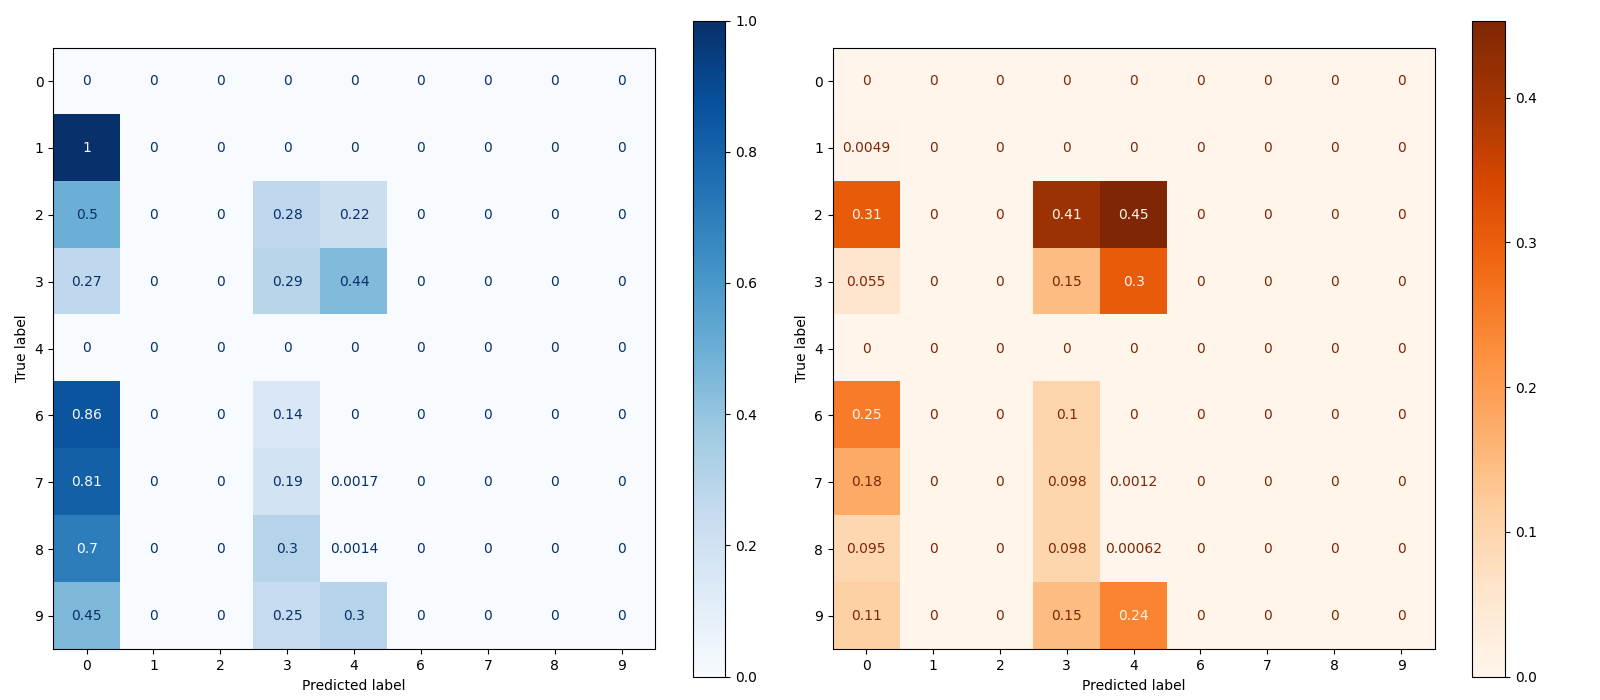 1.0
0 0 0 0 0 0 0 0 0 0
1 1 0 0 0 0 0 0 0 0
0.8
2 0.5 0 0 0.28 0.22 0 0 0 0
3 0.27 0 0 0.29 0.44 0 0 0 0
0.6
4 0 0 0 0 0 0 0 0 0
True label
6 0.86 0 0 0.14 0 0 0 0 0
0.4
7 0.81 0 0 0.19 0.0017 0 0 0 0
8 0.7 0 0 0.3 0.0014 0 0 0 0
0.2
9 0.45 0 0 0.25 0.3 0 0 0 0
0.0
0 1 2 3 4 6 7 8 9
Predicted label
0 0 0 0 0 0 0 0 0 0
0.4
1 0.0049 0 0 0 0 0 0 0 0
2 0.31 0 0 0.41 0.45 0 0 0 0
0.3
3 0.055 0 0 0.15 0.3 0 0 0 0
4 0 0 0 0 0 0 0 0 0
True label
0.2
6 0.25 0 0 0.1 0 0 0 0 0
7 0.18 0 0 0.098 0.0012 0 0 0 0
0.1
8 0.095 0 0 0.098 0.00062 0 0 0 0
9 0.11 0 0 0.15 0.24 0 0 0 0
0.0
0 1 2 3 4 6 7 8 9
Predicted label